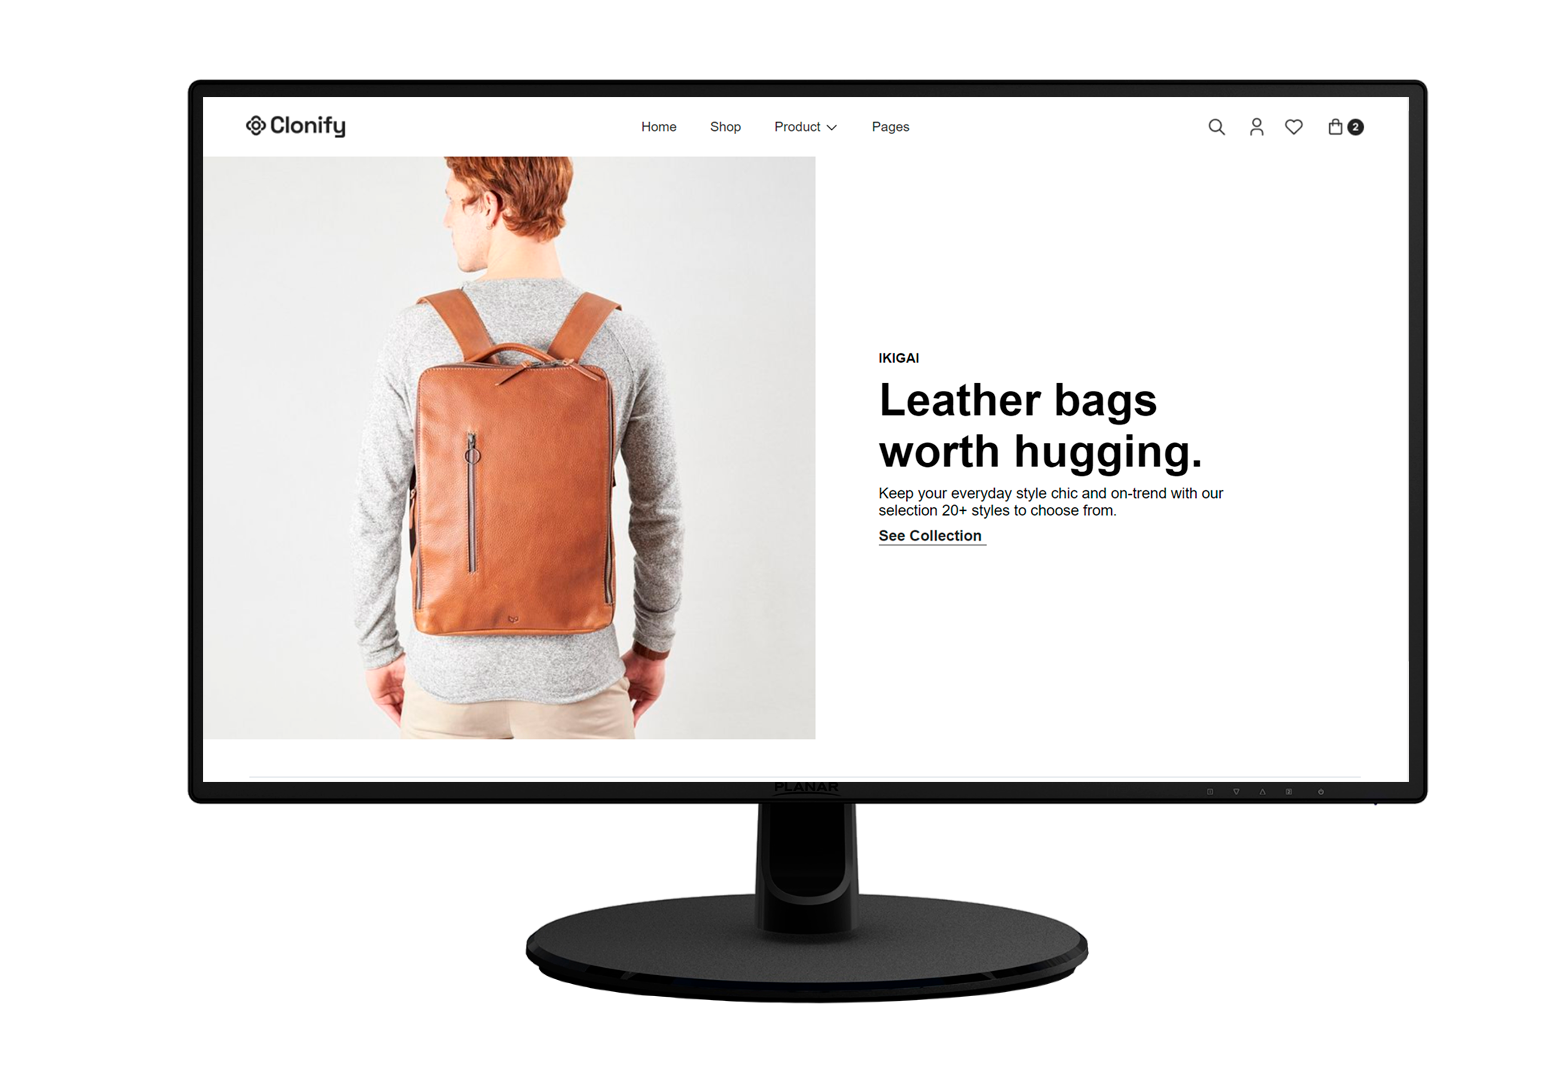 Clonify
Home Shop Product Pages
2
IKIGAI
Leather bags
worth hugging.
Keep your everyday style chic and on-trend with our
selection 20+ styles to choose from.
See Collection
PLANAR